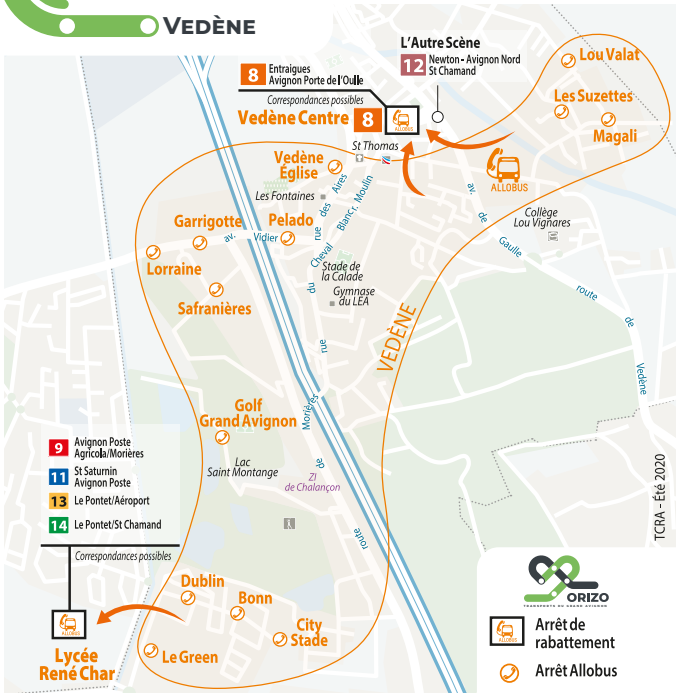 VEDÈNE
8 Entraigues
Avignon Porte de l'Oulle
Correspondances possibles
Vedène Centre 8
ALLOBUS
L'Autre Scène
12 Newton - Avignon Nord
St Chamand
Lou Valat
Les Suzettes
Magali
ALLOBUS
St Thomas
Vedène
Église
Les Fontaines
Garrigotte
Pelado
av. Vidier
Lorraine
Safranières
rue des Aires
rue du Cheval Blanc
r. Moulin
Stade de
la Calade
Gymnase
du LEA
Collège
Lou Vignares
av. de Gaulle
route de Vedène
VEDÈNE
Golf
Grand Avignon
Lac
Saint Montange
ZI
de Chalançon
route de Morières
9 Avignon Poste
Agricola/Morières
11 St Saturnin
Avignon Poste
13 Le Pontet/Aéroport
14 Le Pontet/St Chamand
Correspondances possibles
ALLOBUS
Lycée
René Char
Dublin
Bonn
City
Stade
Le Green
TCRA - Eté 2020
ORIZO
TRANSPORTS DU GRAND AVIGNON
ALLOBUS
Arrêt de
rabattement
Arrêt Allobus